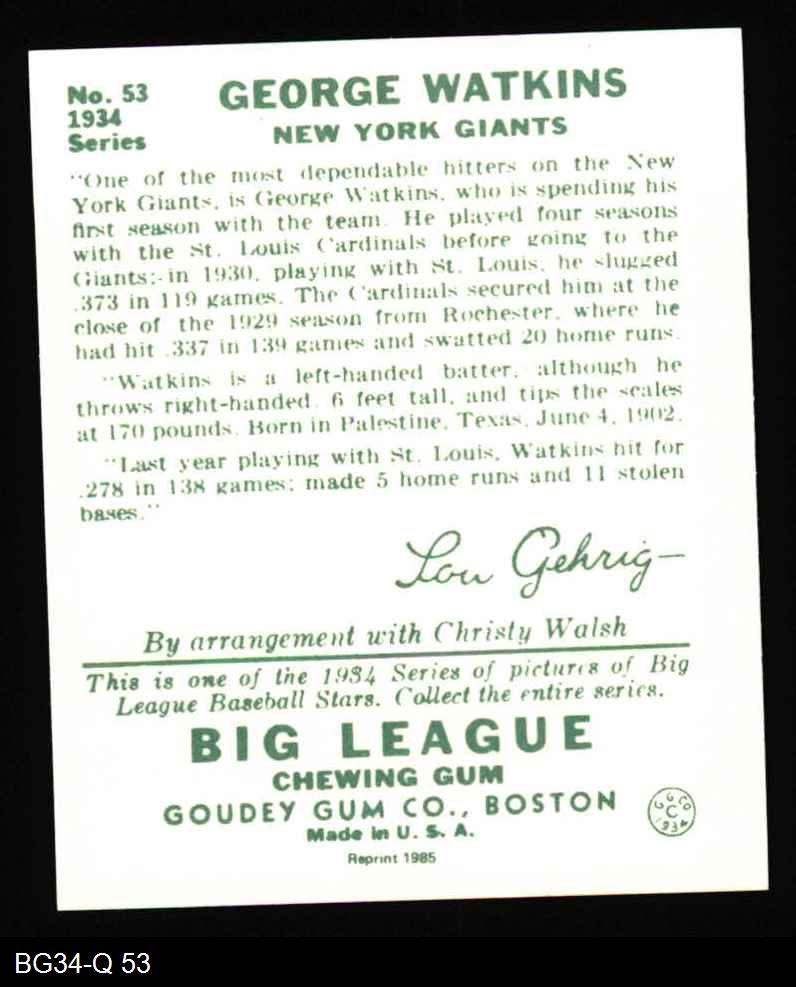 No. 53
1934
Series
GEORGE WATKINS
NEW YORK GIANTS
"One of the most dependable hitters on the New
York Giants, is George Watkins, who is spending his
first season with the team. He played four seasons
with the St. Louis Cardinals before going to the
Giants; in 1930, playing with St. Louis, he slugged
.373 in 119 games. The Cardinals secured him at the
close of the 1929 season from Rochester, where he
had hit .337 in 139 games and swatted 20 home runs.
"Watkins is a left-handed batter, although he
throws right-handed. 6 feet tall, and tips the scales
at 170 pounds. Born in Palestine, Texas, June 4, 1902.
"Last year playing with St. Louis, Watkins hit for
.278 in 138 games; made 5 home runs and 11 stolen
bases."
Lou Gehrig—
By arrangement with Christy Walsh
This is one of the 1934 Series of pictures of Big
League Baseball Stars. Collect the entire series.
BIG LEAGUE
CHEWING GUM
GOUDEY GUM CO., BOSTON
Made in U. S. A.
GGCO
C
1934
Reprint 1985
BG34-Q 53